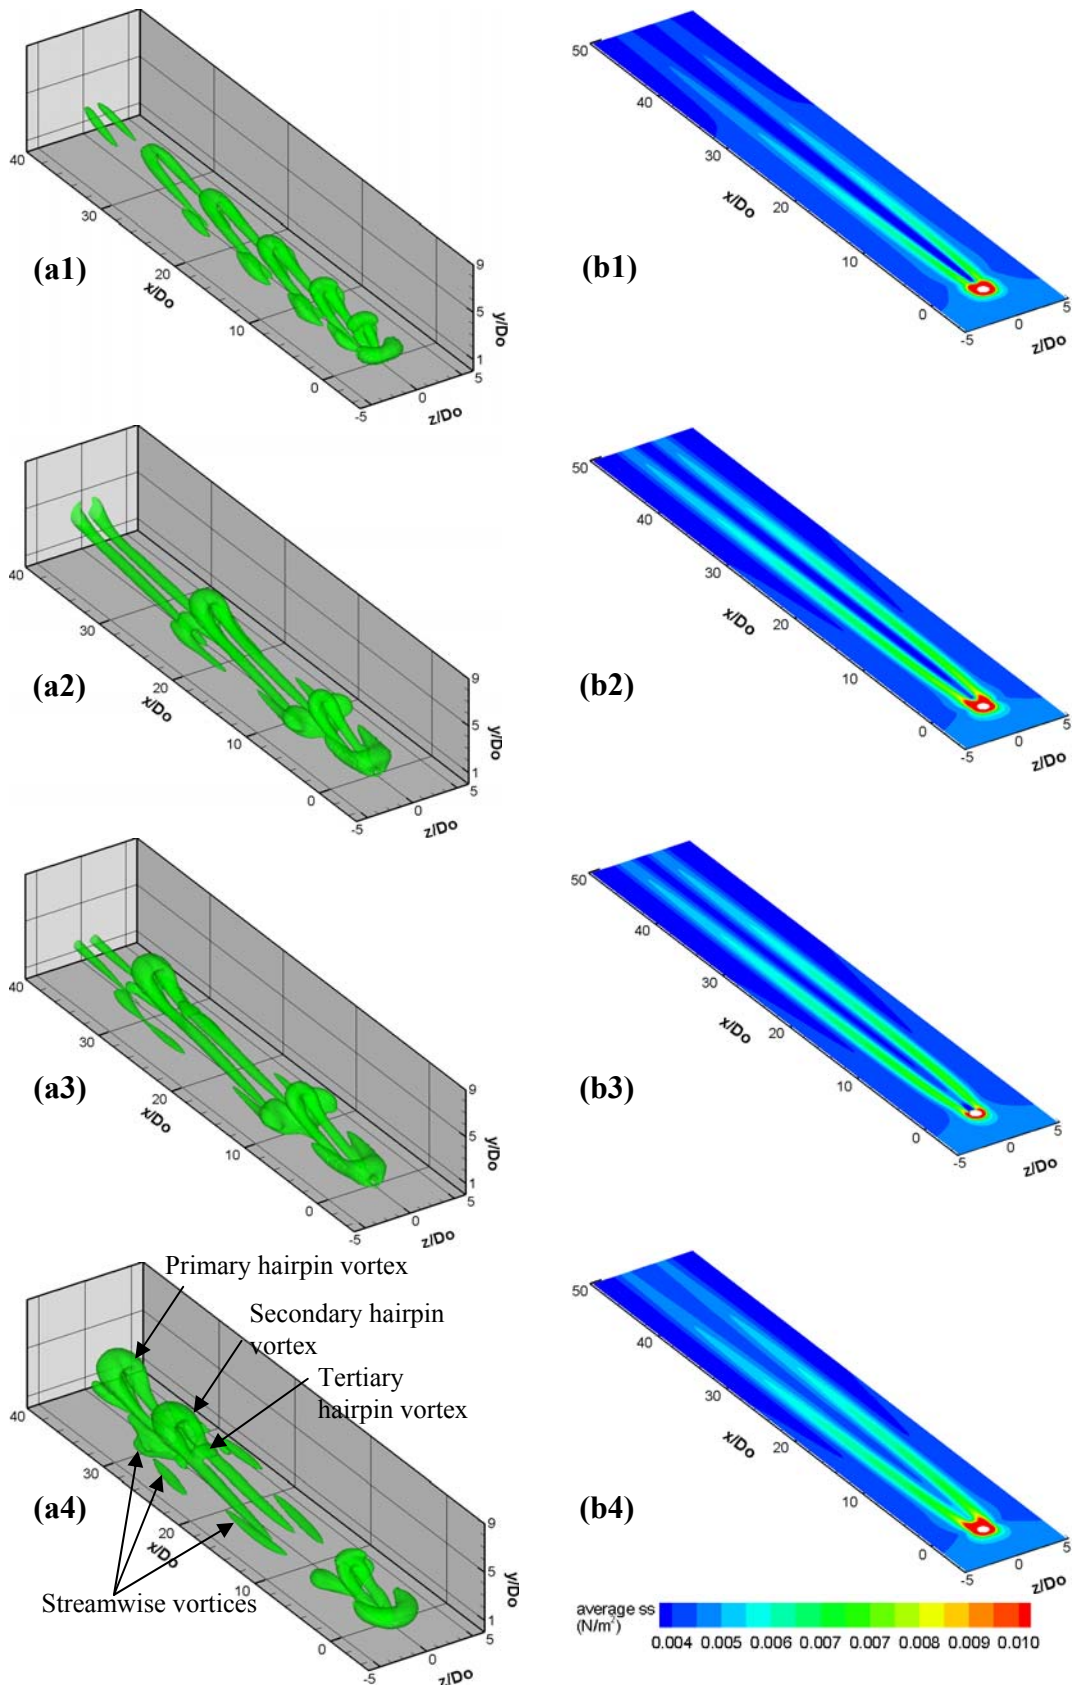 40
30
20
10
0
x/Do
-5
0
5
z/Do
1
5
9
y/Do
(a1)
50
40
30
20
10
0
x/Do
-5
0
5
z/Do
(b1)
40
30
20
10
0
x/Do
-5
0
5
z/Do
1
5
9
y/Do
(a2)
50
40
30
20
10
0
x/Do
-5
0
5
z/Do
(b2)
40
30
20
10
0
x/Do
-5
0
5
z/Do
1
5
9
y/Do
(a3)
50
40
30
20
10
0
x/Do
-5
0
5
z/Do
(b3)
Primary hairpin vortex
Secondary hairpin
vortex
Tertiary
hairpin vortex
40
30
20
10
0
x/Do
-5
0
5
z/Do
1
5
9
y/Do
(a4)
Streamwise vortices
50
40
30
20
10
0
x/Do
-5
0
5
z/Do
(b4)
average ss
(N/m²)
0.004 0.005 0.006 0.007 0.007 0.008 0.009 0.010